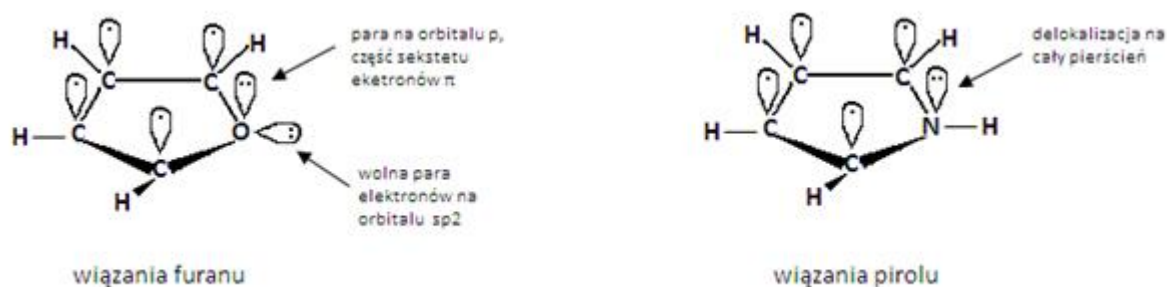 H
C
C
H
para na orbitalu p,
część sekstetu
eketronów π
H
C
C
O
H
wolna para
elektronów na
orbitalu sp2
wiązania furanu
H
C
C
H
delokalizacja na
cały pierścień
H
C
C
N
H
H
wiązania pirolu